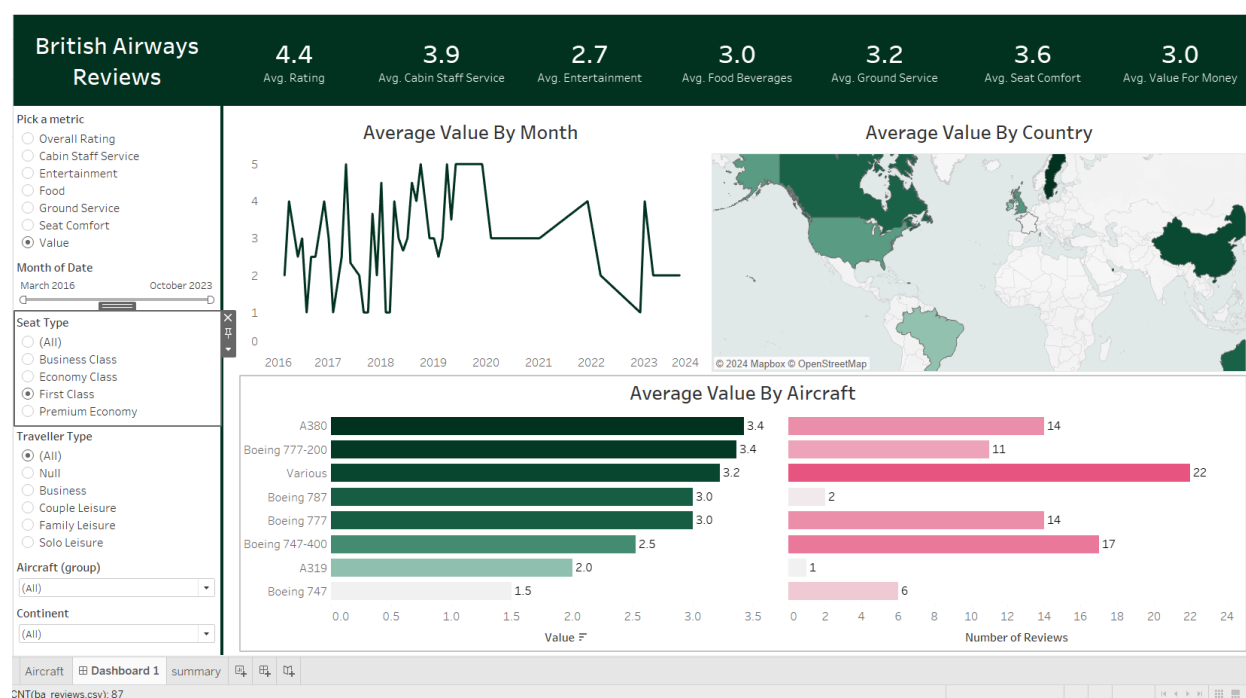 British Airways
Reviews
4.4
Avg. Rating
3.9
Avg. Cabin Staff Service
2.7
Avg. Entertainment
3.0
Avg. Food Beverages
3.2
Avg. Ground Service
3.6
Avg. Seat Comfort
3.0
Avg. Value For Money
Pick a metric
Overall Rating
Cabin Staff Service
Entertainment
Food
Ground Service
Seat Comfort
Value
Month of Date
March 2016 October 2023
Seat Type
(All)
Business Class
Economy Class
First Class
Premium Economy
Traveller Type
(All)
Null
Business
Couple Leisure
Family Leisure
Solo Leisure
Aircraft (group)
(All)
Continent
(All)
Average Value By Month
5
4
3
2
1
0
2016 2017 2018 2019 2020 2021 2022 2023 2024
Average Value By Country
© 2024 Mapbox © OpenStreetMap
Average Value By Aircraft
A380 3.4 14
Boeing 777-200 3.4 11
Various 3.2 22
Boeing 787 3.0 2
Boeing 777 3.0 14
Boeing 747-400 2.5 17
A319 2.0 1
Boeing 747 1.5 6
0.0 0.5 1.0 1.5 2.0 2.5 3.0 3.5 0 2 4 6 8 10 12 14 16 18 20 22 24
Value Number of Reviews
Aircraft Dashboard 1 summary
CNT(ba_reviews.csv): 87